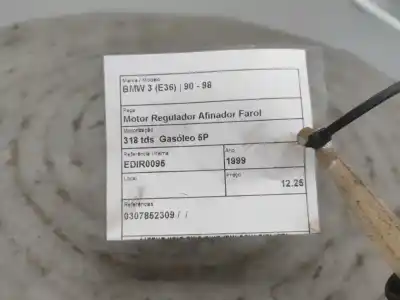 Marca / Modelo
BMW 3 (E36) | 90 - 98
Peça
Motor Regulador Afinador Farol
Motorização
318 tds Gasóleo 5P
Referência Interna
Ano
EDIR0095
1999
Local
Preço
12.25
Referências
0307852309 / /